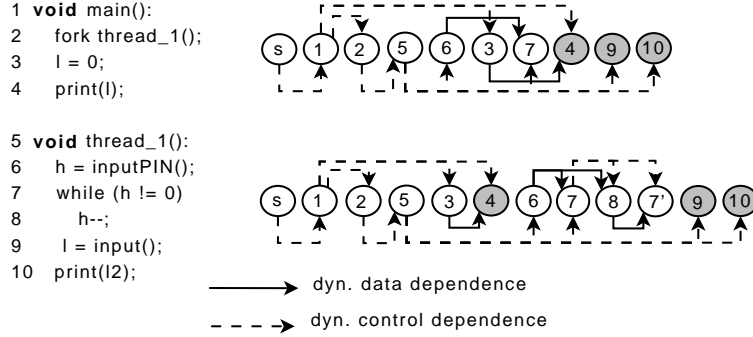 1 void main():
2 fork thread_1();
3 l = 0;
4 print(l);
5 void thread_1():
6 h = inputPIN();
7 while (h != 0)
8 h--;
9 l = input();
10 print(l2);
s 1 2 5 6 3 7 4 9 10
s 1 2 5 3 4 6 7 8 7' 9 10
dyn. data dependence
dyn. control dependence